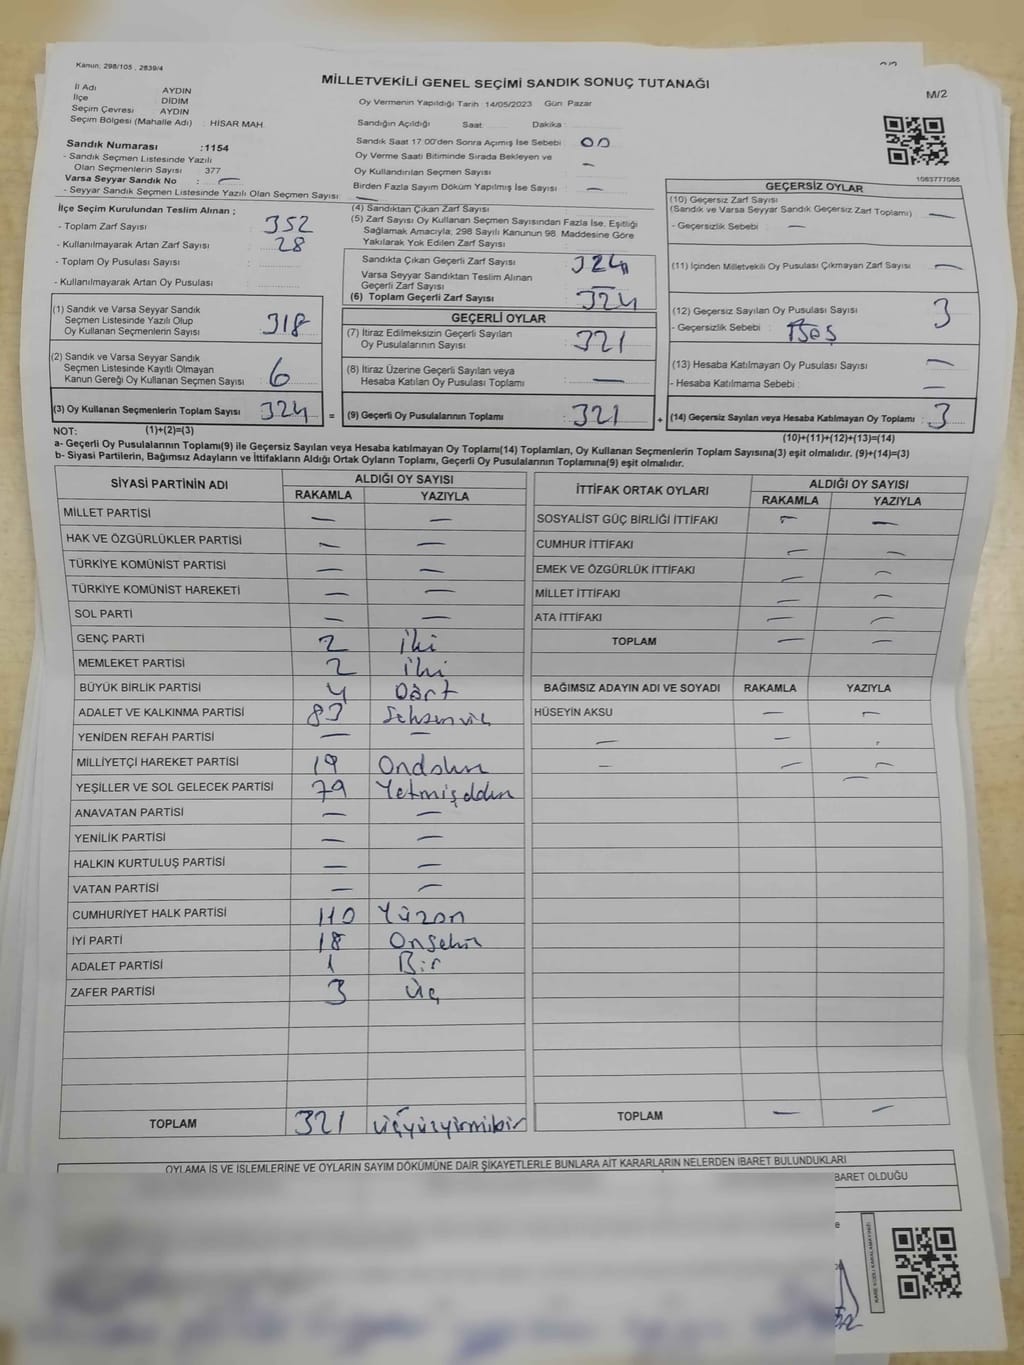 Kanun; 298/105 , 2839/4
MİLLETVEKİLİ GENEL SEÇİMİ SANDIK SONUÇ TUTANAĞI
M/2
İl Adı AYDIN
İlçe DİDİM
Seçim Çevresi AYDIN
Seçim Bölgesi (Mahalle Adı) : HİSAR MAH.
Oy Vermenin Yapıldığı Tarih :14/05/2023 Gün: Pazar
Sandığın Açıldığı Saat: Dakika:
Sandık Numarası :1154
- Sandık Seçmen Listesinde Yazılı
Olan Seçmenlerin Sayısı 377
Varsa Seyyar Sandık No : —
- Seyyar Sandık Seçmen Listesinde Yazılı Olan Seçmen Sayısı —
Sandık Saat 17:00'den Sonra Açımış İse Sebebi :
Oy Verme Saati Bitiminde Sırada Bekleyen ve
Oy Kullandırılan Seçmen Sayısı : —
Birden Fazla Sayım Döküm Yapılmış İse Sayısı : —
1083777088
İlçe Seçim Kurulundan Teslim Alınan ;
- Toplam Zarf Sayısı : 352
- Kullanılmayarak Artan Zarf Sayısı : 28
- Toplam Oy Pusulası Sayısı :
- Kullanılmayarak Artan Oy Pusulası :
(4) Sandıktan Çıkan Zarf Sayısı :
(5) Zarf Sayısı Oy Kullanan Seçmen Sayısından Fazla İse, Eşitliği
Sağlamak Amacıyla, 298 Sayılı Kanunun 98. Maddesine Göre
Yakılarak Yok Edilen Zarf Sayısı :
Sandıkta Çıkan Geçerli Zarf Sayısı : 324
Varsa Seyyar Sandıktan Teslim Alınan
Geçerli Zarf Sayısı : —
(6) Toplam Geçerli Zarf Sayısı : 324
GEÇERSİZ OYLAR
(10) Geçersiz Zarf Sayısı
(Sandık ve Varsa Seyyar Sandık Geçersiz Zarf Toplamı) : —
- Geçersizlik Sebebi : —
(11) İçinden Milletvekili Oy Pusulası Çıkmayan Zarf Sayısı : —
(12) Geçersiz Sayılan Oy Pusulası Sayısı : 3
- Geçersizlik Sebebi : Boş
(13) Hesaba Katılmayan Oy Pusulası Sayısı : —
- Hesaba Katılmama Sebebi : —
(14) Geçersiz Sayılan veya Hesaba Katılmayan Oy Toplamı : 3
(10)+(11)+(12)+(13)=(14)
(1) Sandık ve Varsa Seyyar Sandık
Seçmen Listesinde Yazılı Olup
Oy Kullanan Seçmenlerin Sayısı : 318
(2) Sandık ve Varsa Seyyar Sandık
Seçmen Listesinde Kayıtlı Olmayan
Kanun Gereği Oy Kullanan Seçmen Sayısı : 6
(3) Oy Kullanan Seçmenlerin Toplam Sayısı : 324 =
GEÇERLİ OYLAR
(7) İtiraz Edilmeksizin Geçerli Sayılan
Oy Pusulalarının Sayısı : 321
(8) İtiraz Üzerine Geçerli Sayılan veya
Hesaba Katılan Oy Pusulası Toplamı : —
(9) Geçerli Oy Pusulalarının Toplamı : 321 +
NOT: (1)+(2)=(3)
a- Geçerli Oy Pusulalarının Toplamı(9) ile Geçersiz Sayılan veya Hesaba katılmayan Oy Toplamı(14) Toplamları, Oy Kullanan Seçmenlerin Toplam Sayısına(3) eşit olmalıdır. (9)+(14)=(3)
b- Siyasi Partilerin, Bağımsız Adayların ve İttifakların Aldığı Ortak Oyların Toplamı, Geçerli Oy Pusulalarının Toplamına(9) eşit olmalıdır.
SİYASİ PARTİNİN ADI ALDIĞI OY SAYISI
RAKAMLA YAZIYLA
MİLLET PARTİSİ — —
HAK VE ÖZGÜRLÜKLER PARTİSİ — —
TÜRKİYE KOMÜNİST PARTİSİ — —
TÜRKİYE KOMÜNİST HAREKETİ — —
SOL PARTİ — —
GENÇ PARTİ 2 iki
MEMLEKET PARTİSİ 2 iki
BÜYÜK BİRLİK PARTİSİ 4 Dört
ADALET VE KALKINMA PARTİSİ 83 Seksenüç
YENİDEN REFAH PARTİSİ — —
MİLLİYETÇİ HAREKET PARTİSİ 19 Ondokuz
YEŞİLLER VE SOL GELECEK PARTİSİ 79 Yetmişdokuz
ANAVATAN PARTİSİ — —
YENİLİK PARTİSİ — —
HALKIN KURTULUŞ PARTİSİ — —
VATAN PARTİSİ — —
CUMHURİYET HALK PARTİSİ 110 Yüzon
İYİ PARTİ 18 Onsekiz
ADALET PARTİSİ 1 Bir
ZAFER PARTİSİ 3 Üç
TOPLAM 321 üçyüzyirmibir
İTTİFAK ORTAK OYLARI ALDIĞI OY SAYISI
RAKAMLA YAZIYLA
SOSYALİST GÜÇ BİRLİĞİ İTTİFAKI — —
CUMHUR İTTİFAKI — —
EMEK VE ÖZGÜRLÜK İTTİFAKI — —
MİLLET İTTİFAKI — —
ATA İTTİFAKI — —
TOPLAM — —
BAĞIMSIZ ADAYIN ADI VE SOYADI RAKAMLA YAZIYLA
HÜSEYİN AKSU — —
TOPLAM — —
OYLAMA İŞ VE İŞLEMLERİNE VE OYLARIN SAYIM DÖKÜMÜNE DAİR ŞİKAYETLERLE BUNLARA AİT KARARLARIN NELERDEN İBARET BULUNDUKLARI
BARET OLDUĞU